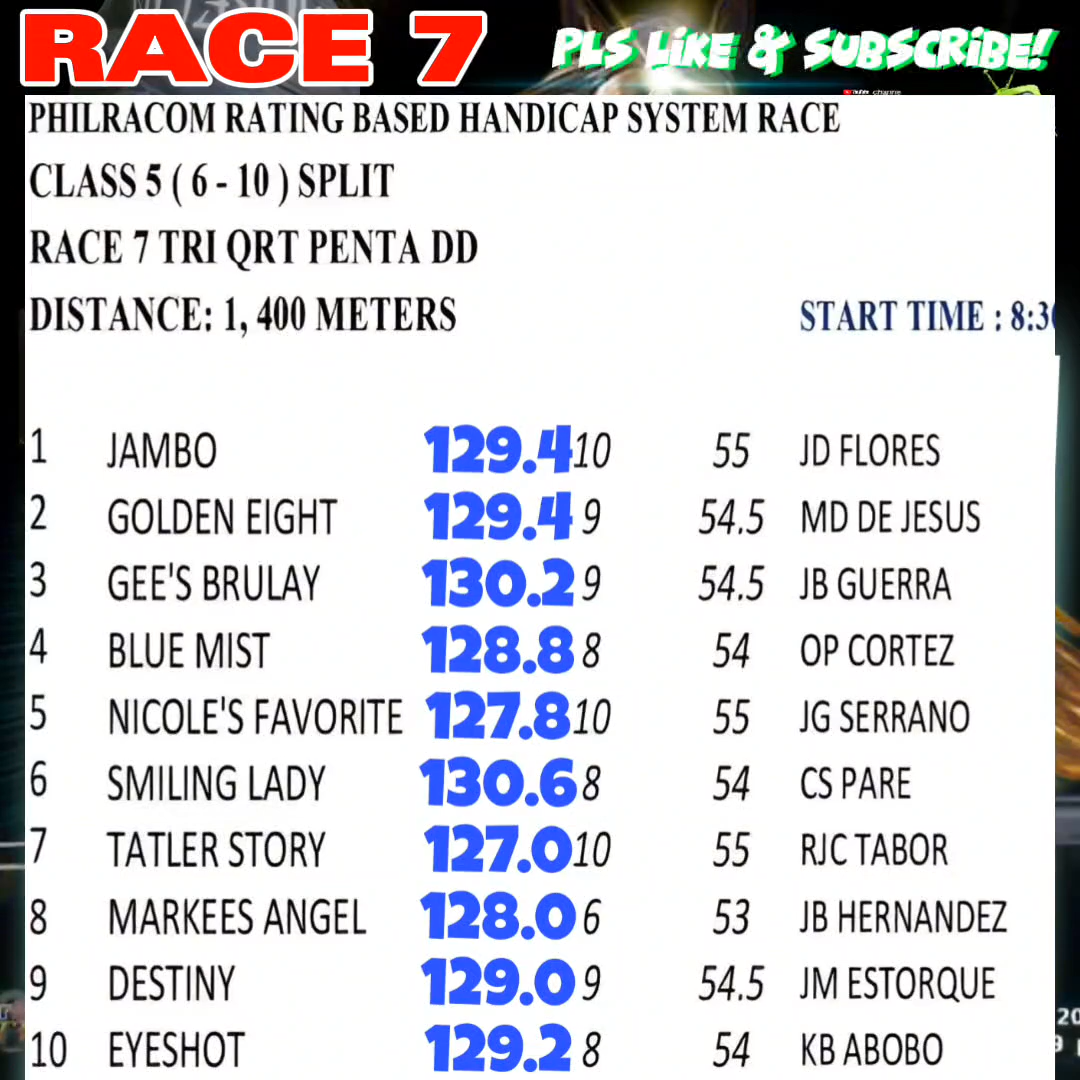 RACE 7
PLS LiKE & SUBSCRiBE!
PHILRACOM RATING BASED HANDICAP SYSTEM RACE
CLASS 5 ( 6 - 10 ) SPLIT
RACE 7 TRI QRT PENTA DD
DISTANCE: 1, 400 METERS START TIME : 8:30
1 JAMBO 129.4 10 55 JD FLORES
2 GOLDEN EIGHT 129.4 9 54.5 MD DE JESUS
3 GEE'S BRULAY 130.2 9 54.5 JB GUERRA
4 BLUE MIST 128.8 8 54 OP CORTEZ
5 NICOLE'S FAVORITE 127.8 10 55 JG SERRANO
6 SMILING LADY 130.6 8 54 CS PARE
7 TATLER STORY 127.0 10 55 RJC TABOR
8 MARKEES ANGEL 128.0 6 53 JB HERNANDEZ
9 DESTINY 129.0 9 54.5 JM ESTORQUE
10 EYESHOT 129.2 8 54 KB ABOBO